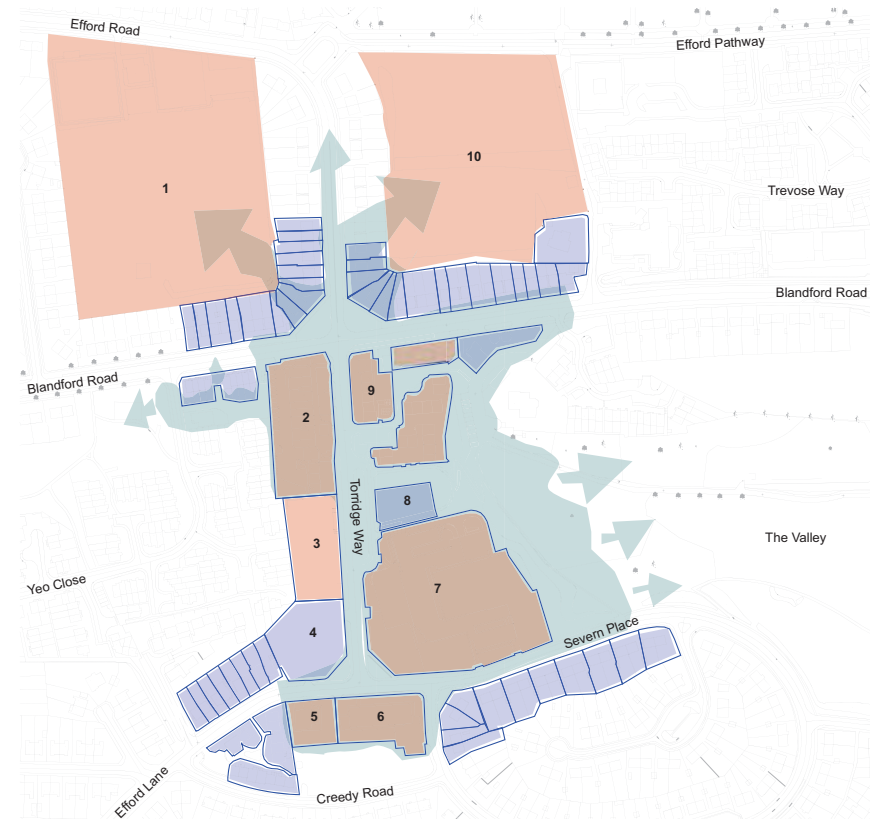 Efford Road
Efford Pathway
10
1
Trevose Way
Blandford Road
Blandford Road
9
2
Torridge Way
8
3
The Valley
Yeo Close
7
4
Severn Place
5
6
Efford Lane
Creedy Road